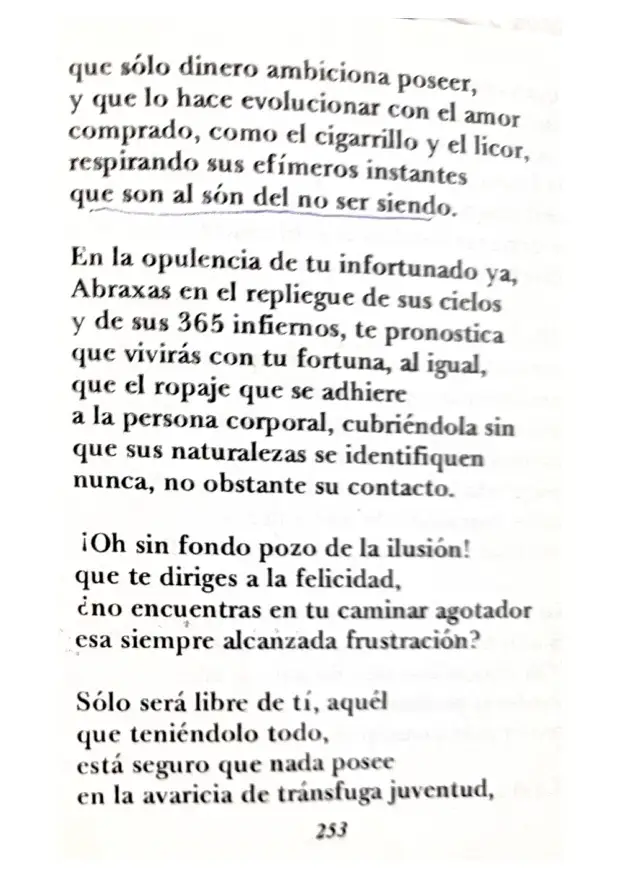 que sólo dinero ambiciona poseer,
y que lo hace evolucionar con el amor
comprado, como el cigarrillo y el licor,
respirando sus efímeros instantes
que son al són del no ser siendo.
En la opulencia de tu infortunado ya,
Abraxas en el repliegue de sus cielos
y de sus 365 infiernos, te pronostica
que vivirás con tu fortuna, al igual,
que el ropaje que se adhiere
a la persona corporal, cubriéndola sin
que sus naturalezas se identifiquen
nunca, no obstante su contacto.
¡Oh sin fondo pozo de la ilusión!
que te diriges a la felicidad,
¿no encuentras en tu caminar agotador
esa siempre alcanzada frustración?
Sólo será libre de tí, aquél
que teniéndolo todo,
está seguro que nada posee
en la avaricia de tránsfuga juventud,
253